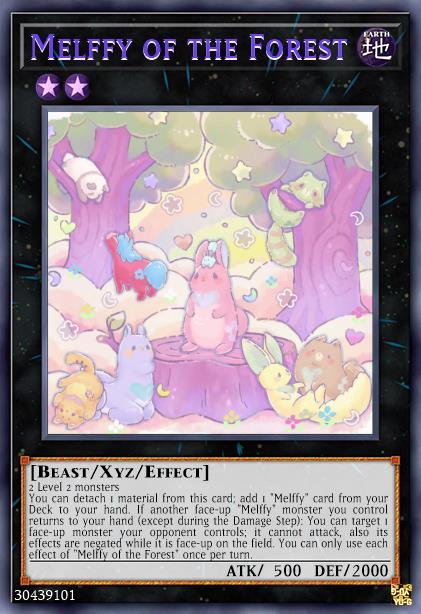 MELFFY OF THE FOREST
EARTH
地
[BEAST/XYZ/EFFECT]
2 Level 2 monsters
You can detach 1 material from this card; add 1 "Melffy" card from your
Deck to your hand. If another face-up "Melffy" monster you control
returns to your hand (except during the Damage Step): You can target 1
face-up monster your opponent controls; it cannot attack, also its
effects are negated while it is face-up on the field. You can only use each
effect of "Melffy of the Forest" once per turn.
ATK/ 500 DEF/2000
30439101